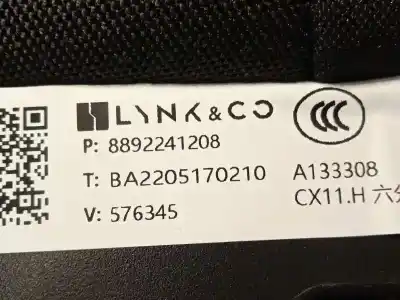 LYNK&CO
P: 8892241208
T: BA2205170210 A133308
V: 576345 CX11.H 六